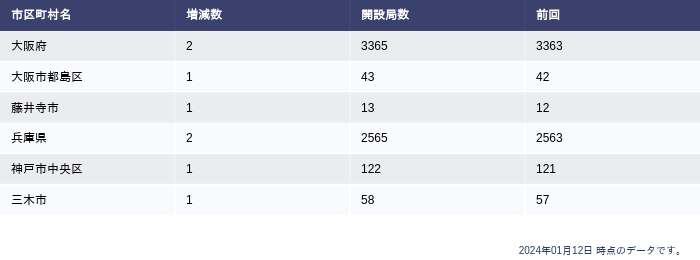 市区町村名 増減数 開設局数 前回
大阪府 2 3365 3363
大阪市都島区 1 43 42
藤井寺市 1 13 12
兵庫県 2 2565 2563
神戸市中央区 1 122 121
三木市 1 58 57
2024年01月12日 時点のデータです。